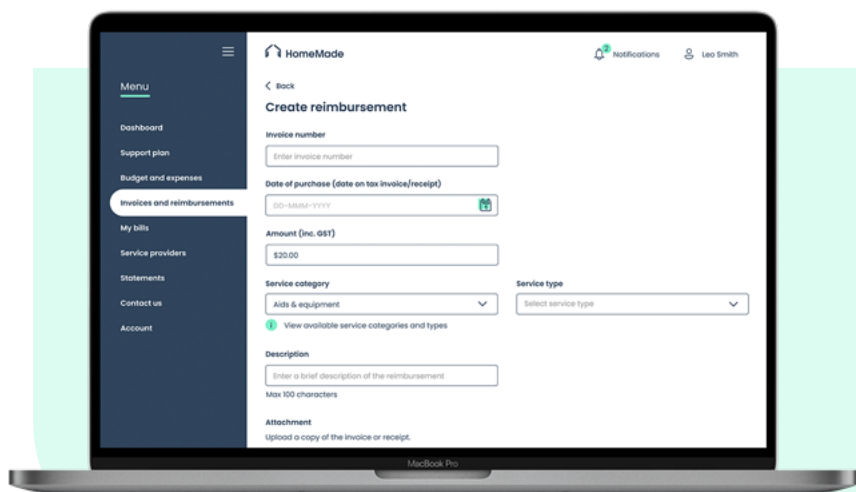 HomeMade
2
Notifications
Leo Smith
Menu
Dashboard
Support plan
Budget and expenses
Invoices and reimbursements
My bills
Service providers
Statements
Contact us
Account
Back
Create reimbursement
Invoice number
Enter invoice number
Date of purchase (date on tax invoice/receipt)
DD-MMM-YYYY
Amount (inc. GST)
$20.00
Service category
Service type
Aids & equipment
Select service type
i
View available service categories and types
Description
Enter a brief description of the reimbursement
Max 100 characters
Attachment
Upload a copy of the invoice or receipt.
MacBook Pro